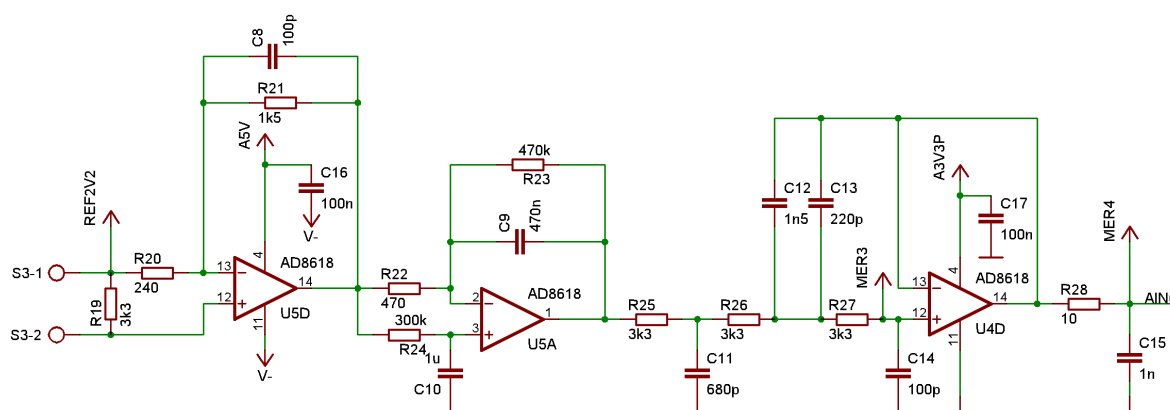 C8
100p
R21
1k5
A5V
C16
100n
V-
REF2V2
S3-1
R20
240
R19
3k3
S3-2
13
12
4
11
14
AD8618
U5D
V-
470k
R23
C9
470n
R22
470
300k
R24
1u
C10
2
3
1
AD8618
U5A
R25
3k3
C11
680p
R26
3k3
C12
1n5
C13
220p
R27
3k3
MER3
C14
100p
A3V3P
C17
100n
13
12
4
11
14
AD8618
U4D
R28
10
MER4
C15
1n